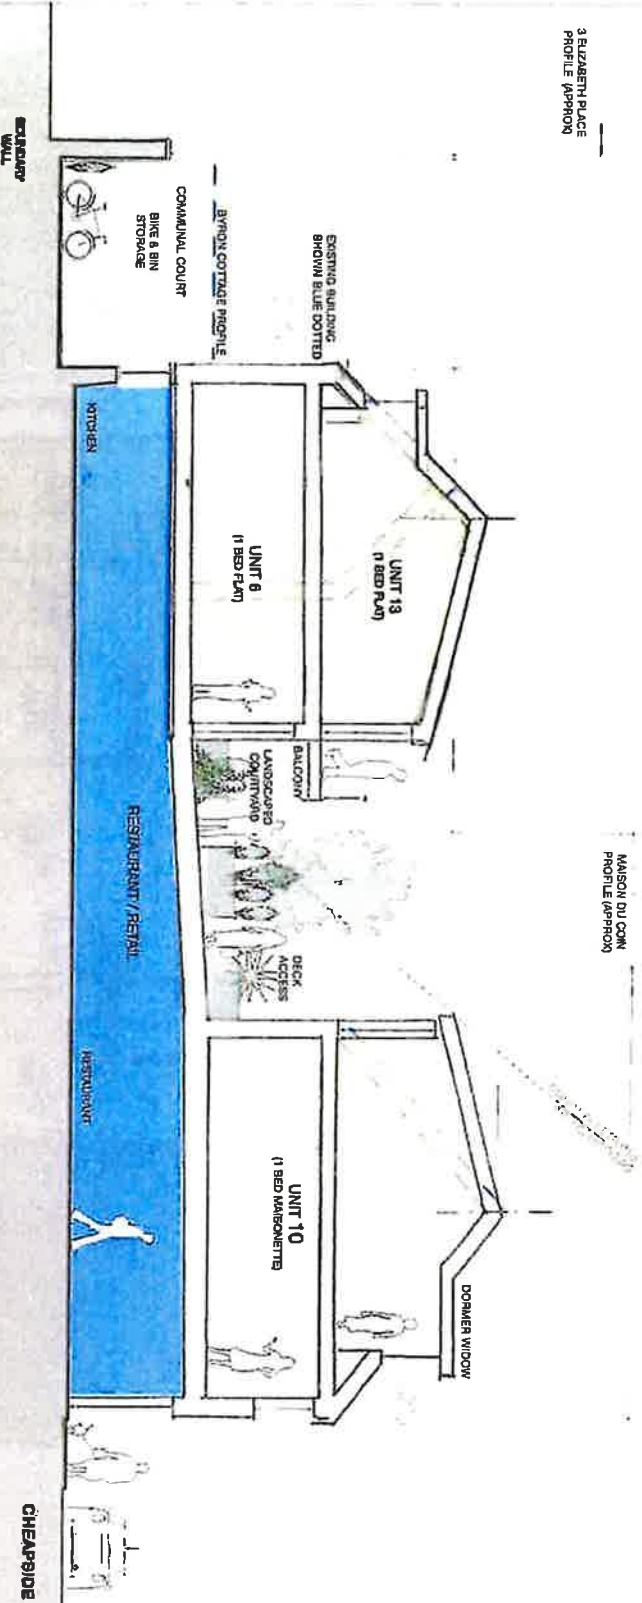 3 ELIZABETH PLACE
PROFILE (APPROX)
MAISON DU COIN
PROFILE (APPROX)
EXISTING BUILDING
SHOWN BLUE DOTTED
BYRON COTTAGE PROFILE
COMMUNAL COURT
BIKE & BIN
STORAGE
BOUNDARY
WALL
UNIT 13
(1 BED FLAT)
UNIT 6
(1 BED FLAT)
BALCONY
LANDSCAPED
COURTYARD
DECK
ACCESS
DORMER WIDOW
UNIT 10
(1 BED MAISONETTE)
KITCHEN
RESTAURANT / RETAIL
RESTAURANT
CHEAPSIDE